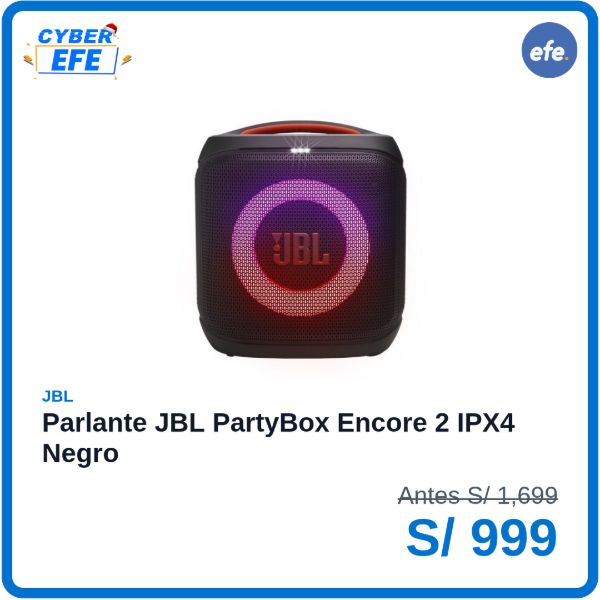 CYBER
EFE
efe.
JBL
JBL
Parlante JBL PartyBox Encore 2 IPX4
Negro
Antes S/ 1,699
S/ 999